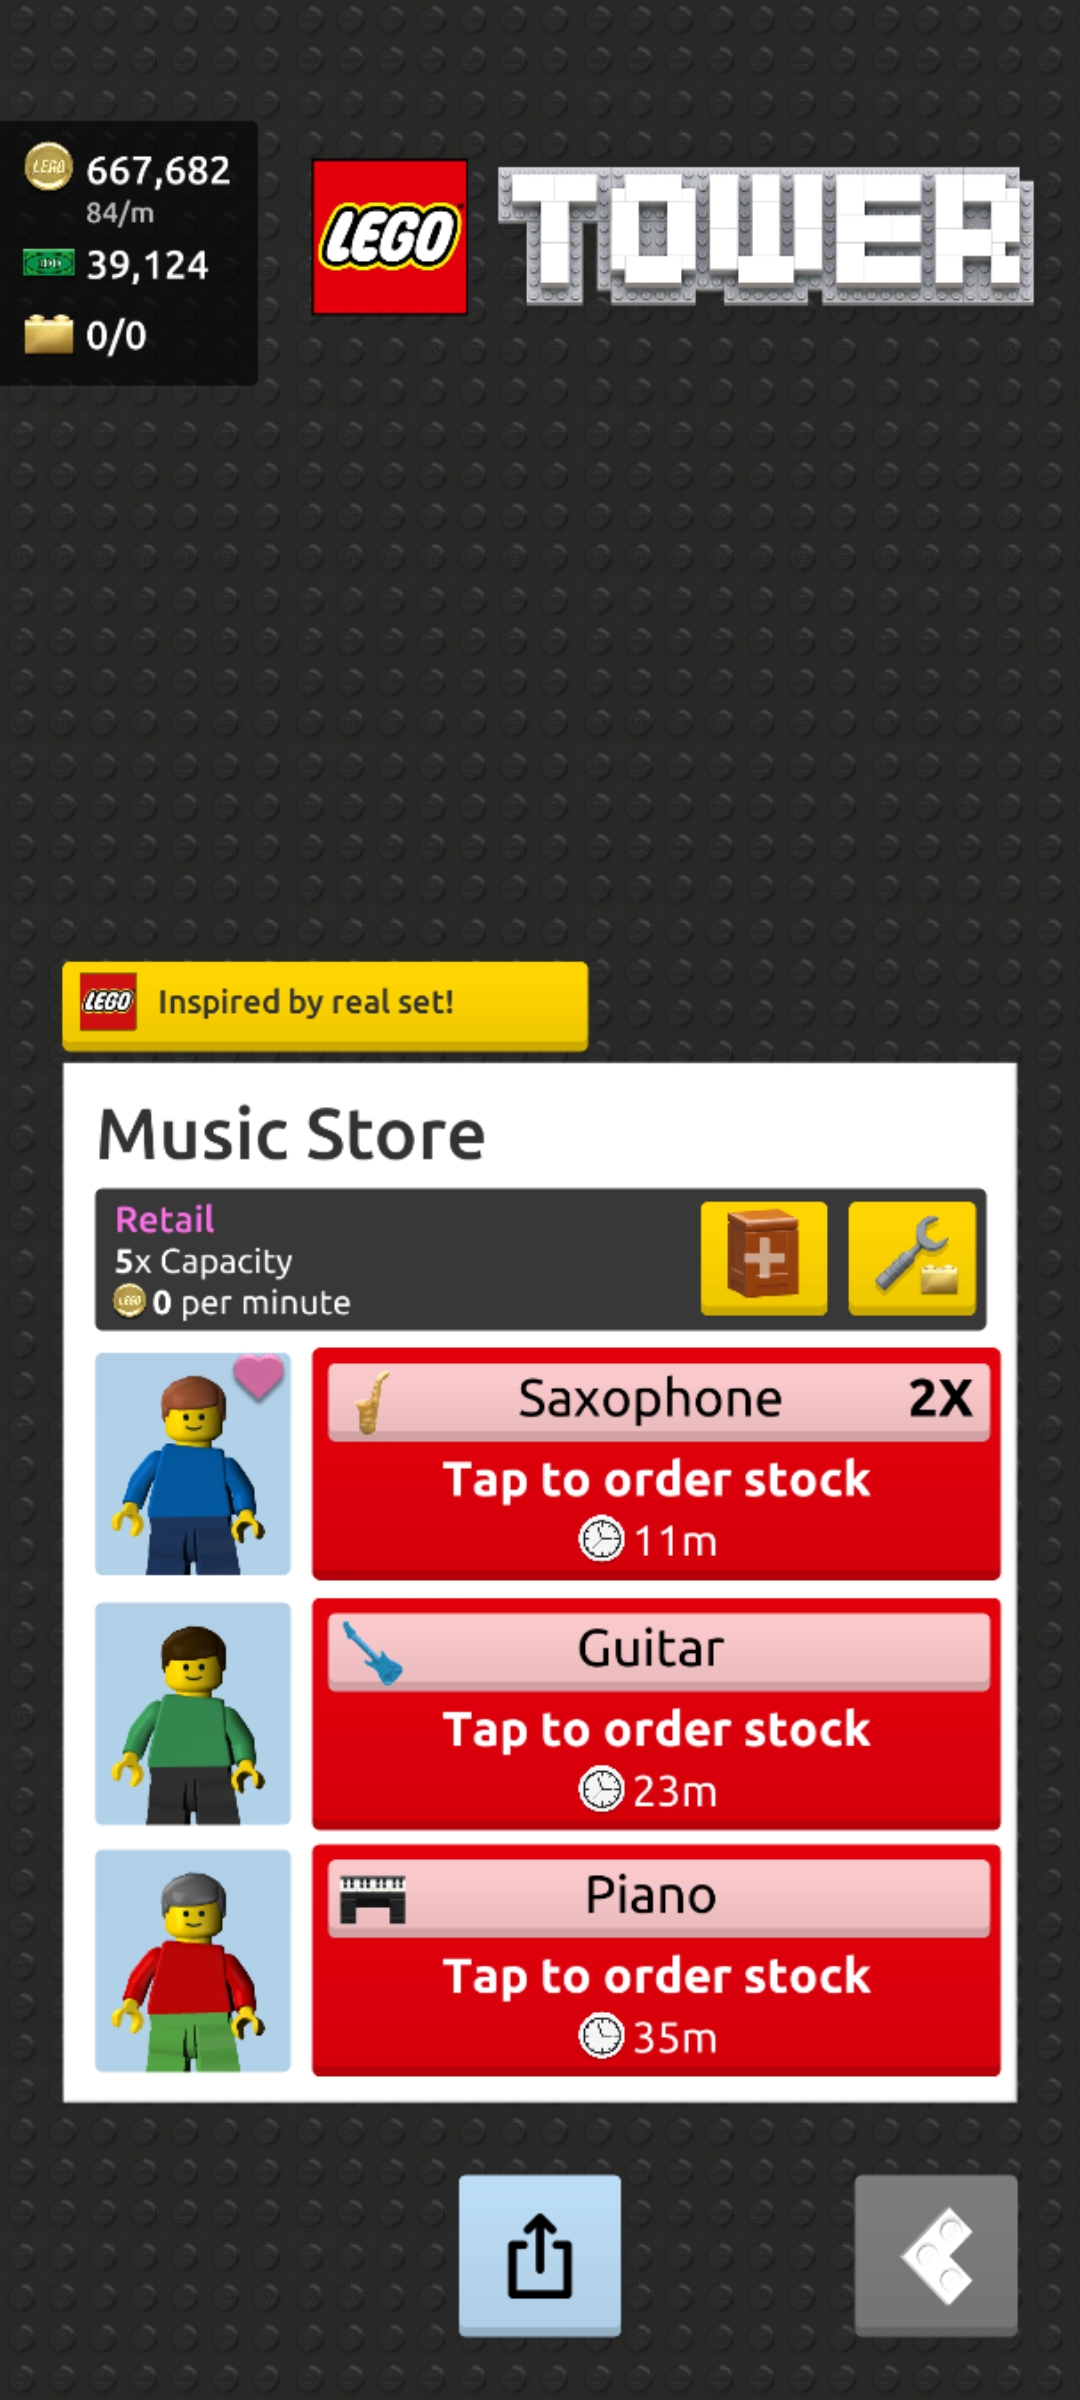 LEGO
667,682
84/m
39,124
0/0
LEGO
TOWER
LEGO
Inspired by real set!
Music Store
Retail
5x Capacity
LEGO
0 per minute
Saxophone
2X
Tap to order stock
11m
Guitar
Tap to order stock
23m
Piano
Tap to order stock
35m